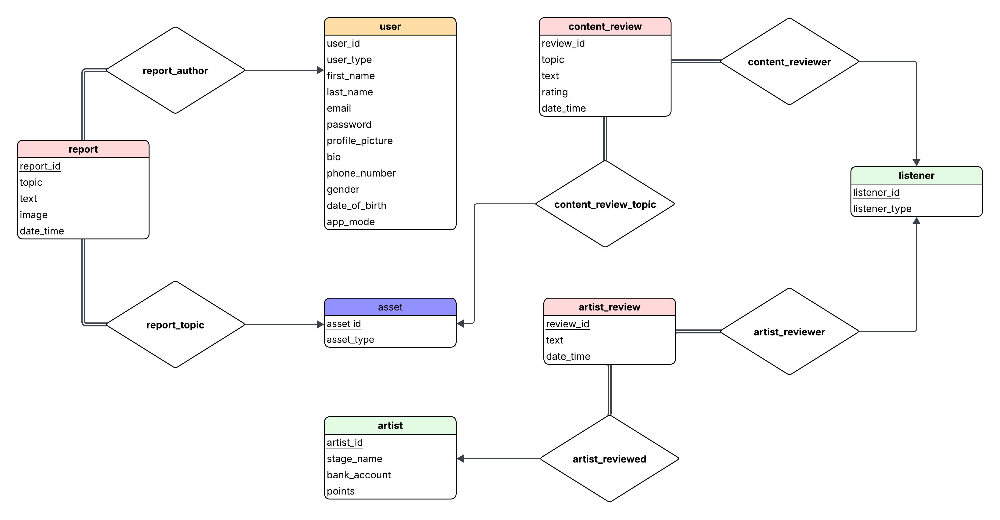 report_author
user
user_id
user_type
first_name
last_name
email
password
profile_picture
bio
phone_number
gender
date_of_birth
app_mode
content_review
review_id
topic
text
rating
date_time
content_reviewer
report
report_id
topic
text
image
date_time
content_review_topic
listener
listener_id
listener_type
report_topic
asset
asset id
asset_type
artist_review
review_id
text
date_time
artist_reviewer
artist
artist_id
stage_name
bank_account
points
artist_reviewed